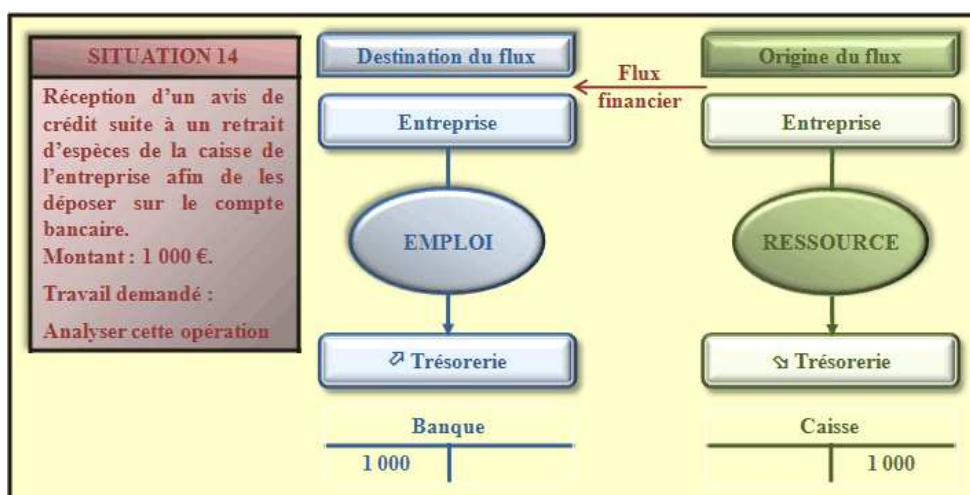 SITUATION 14
Réception d'un avis de
crédit suite à un retrait
d'espèces de la caisse de
l'entreprise afin de les
déposer sur le compte
bancaire.
Montant : 1 000 €.
Travail demandé :
Analyser cette opération
Destination du flux
Flux
financier
Origine du flux
Entreprise
Entreprise
EMPLOI
RESSOURCE
Trésorerie
Trésorerie
Banque
Caisse
1 000
1 000